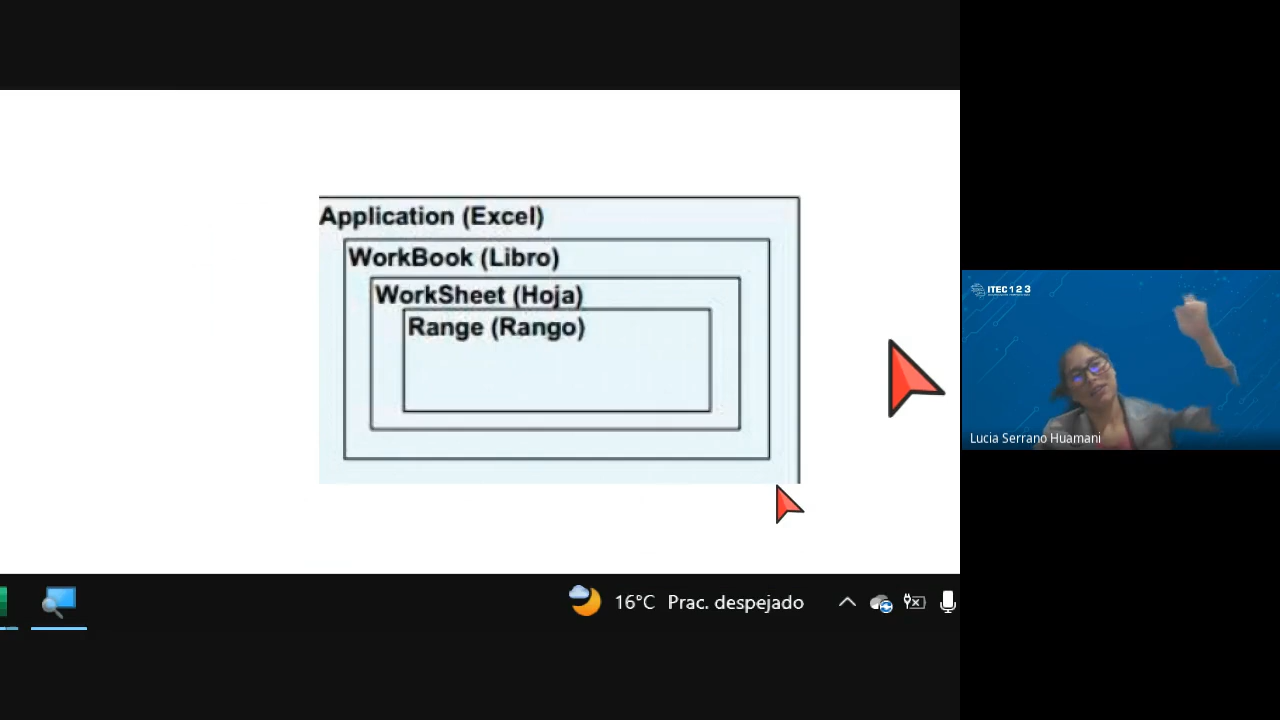 Application (Excel)
WorkBook (Libro)
WorkSheet (Hoja)
Range (Rango)
ITEC 1 2 3
Lucia Serrano Huamani
16°C Prac. despejado